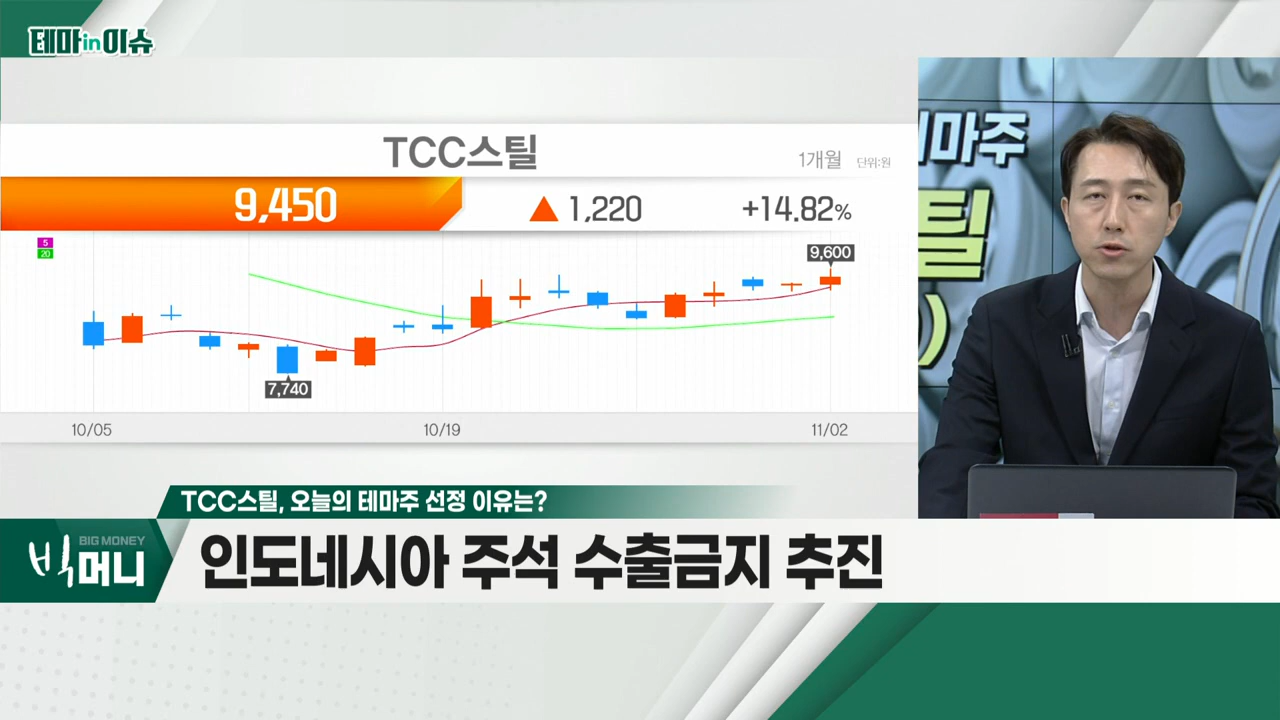 테마in이슈
TCC스틸
1개월 단위:원
9,450 ▲ 1,220 +14.82%
5
20
9,600
7,740
10/05 10/19 11/02
테마주
틸
)
TCC스틸, 오늘의 테마주 선정 이유는?
BIG MONEY
빅머니
인도네시아 주석 수출금지 추진